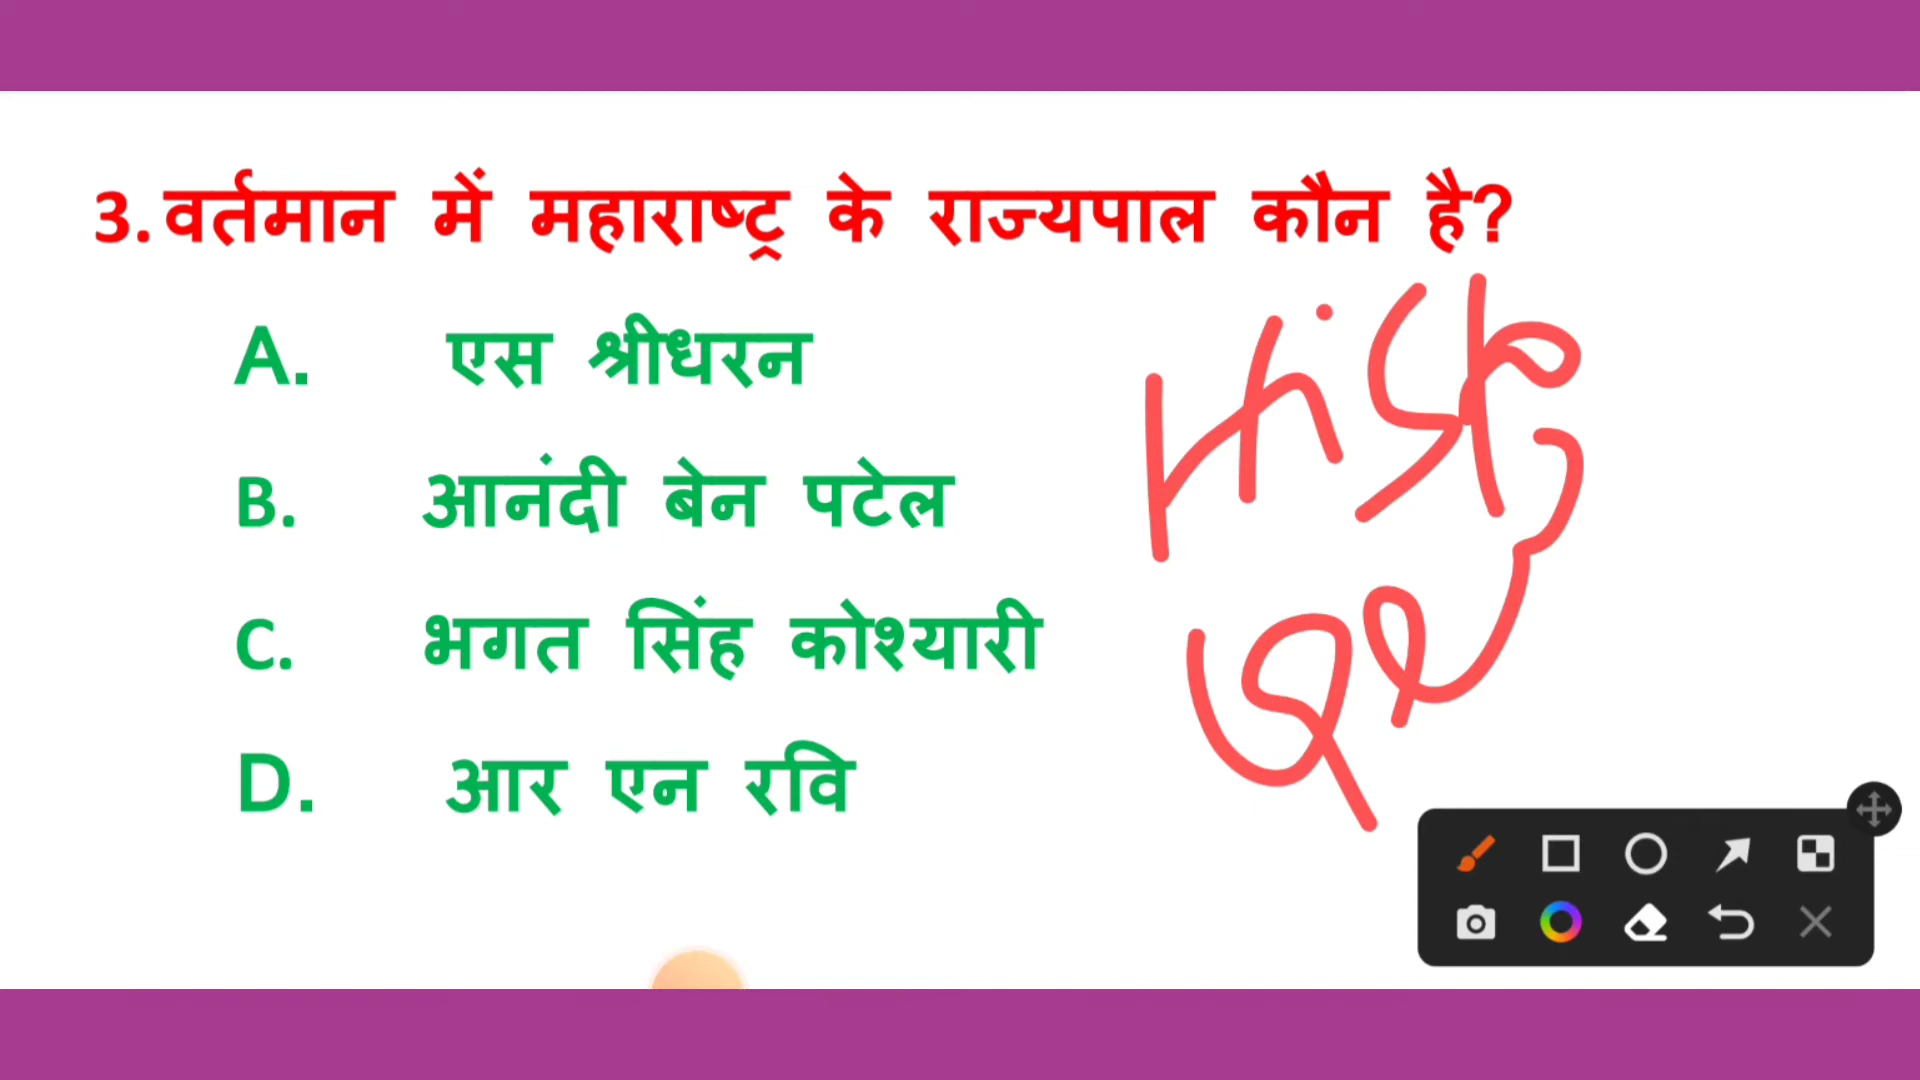 3. वर्तमान में महाराष्ट्र के राज्यपाल कौन है?
A. एस श्रीधरन
B. आनंदी बेन पटेल
C. भगत सिंह कोश्यारी
D. आर एन रवि